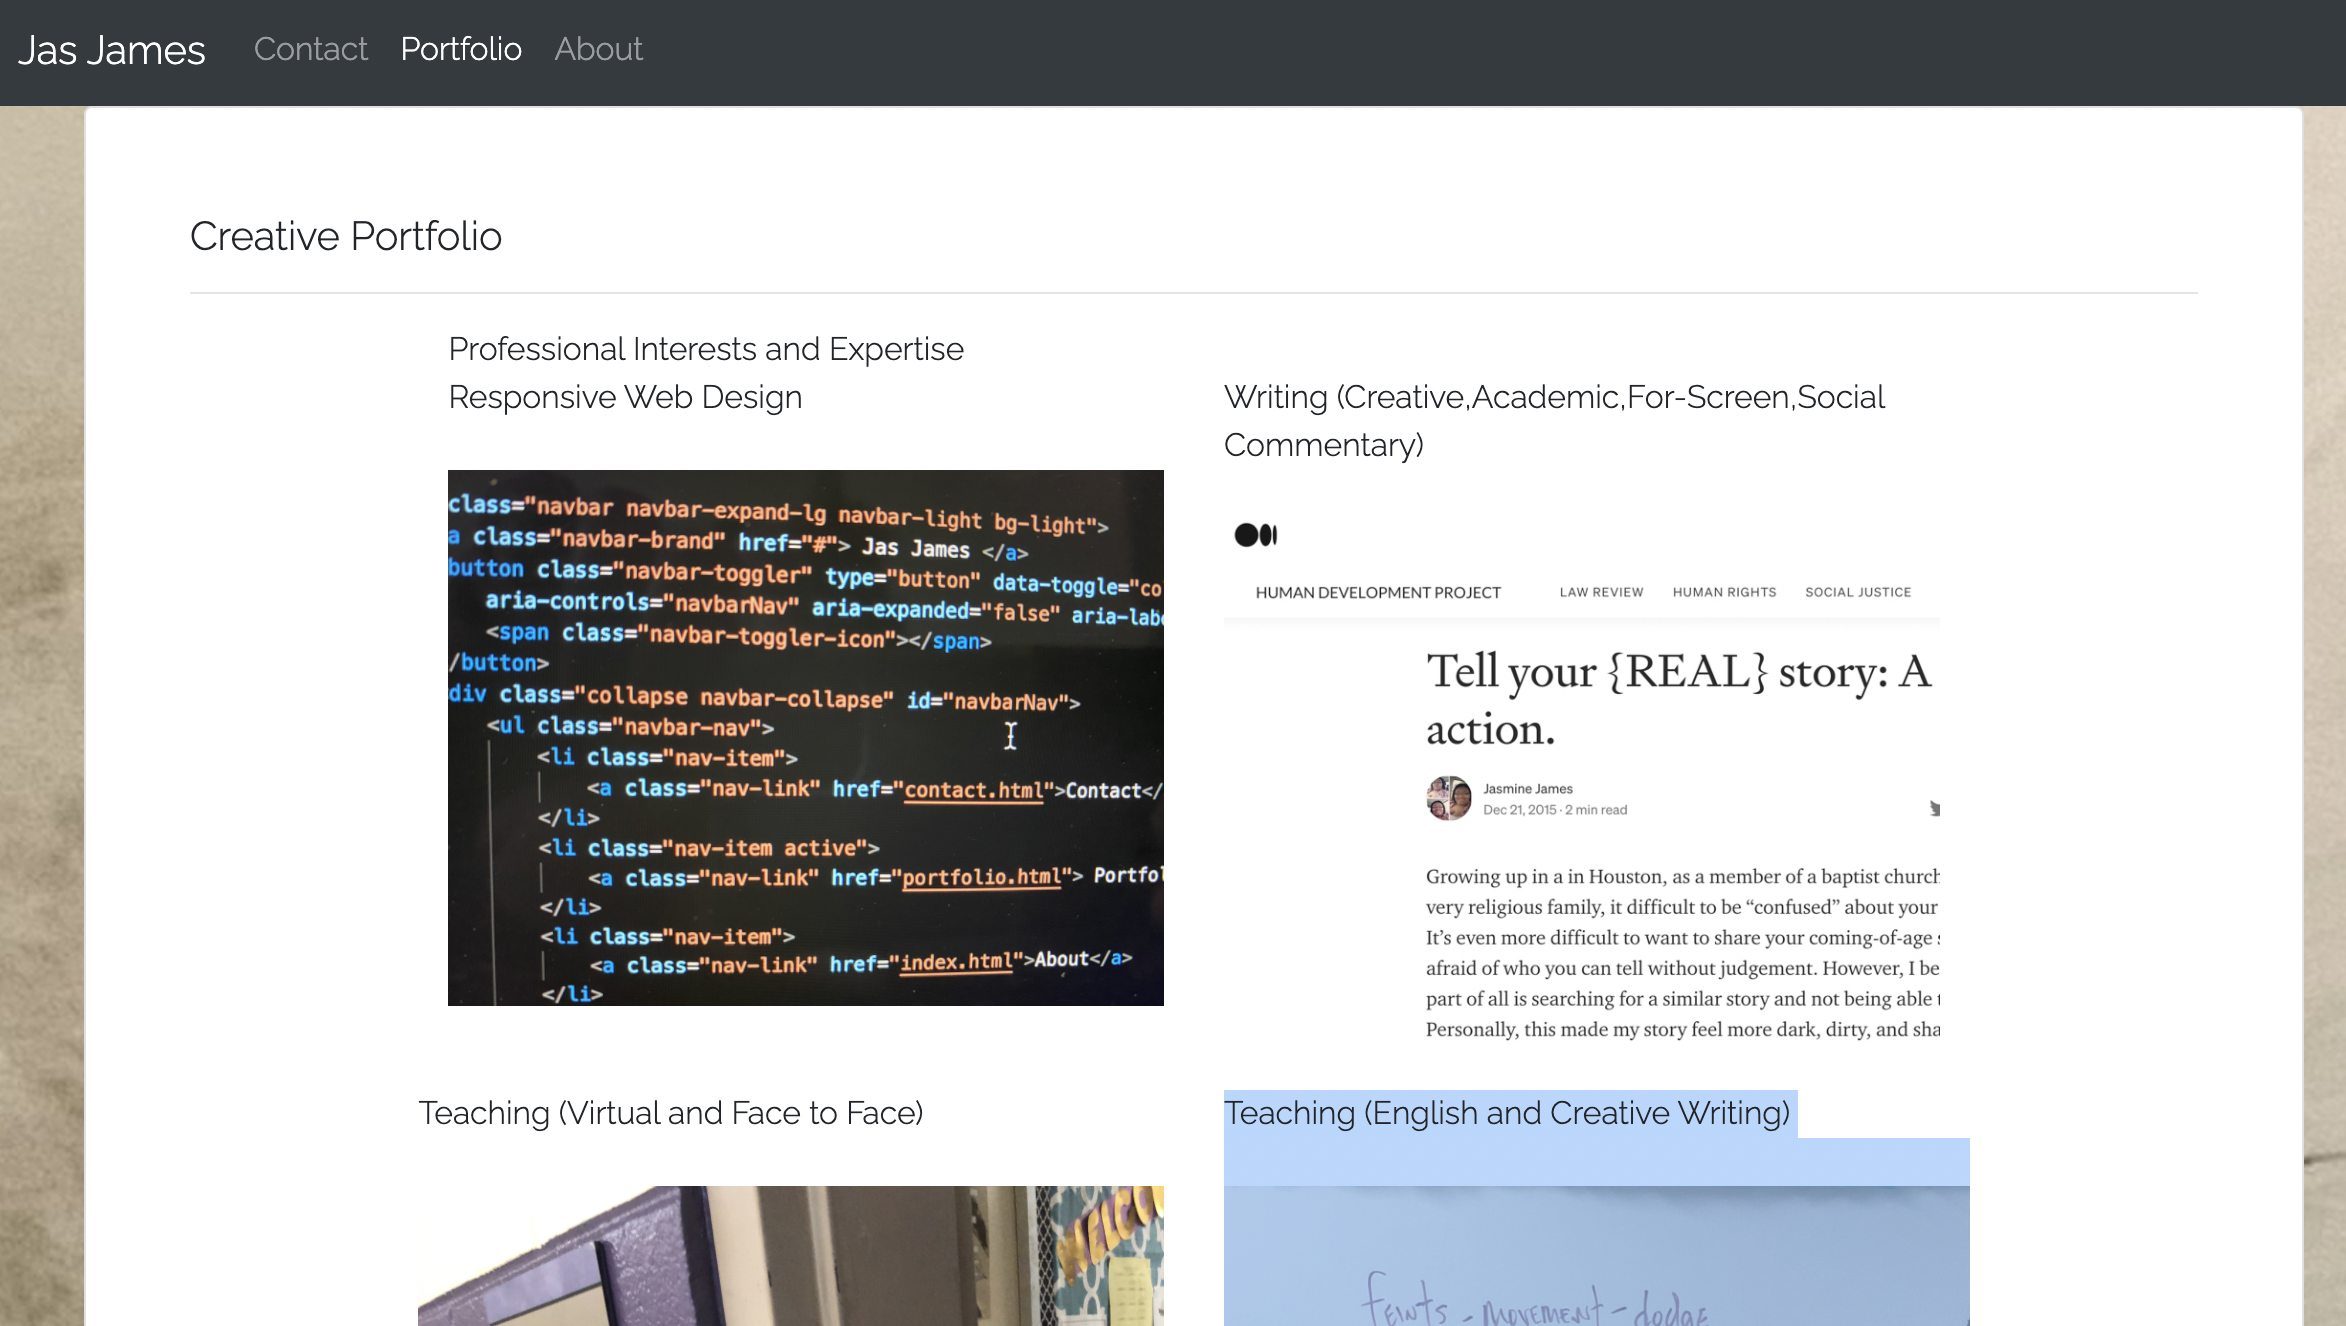 Jas James Contact Portfolio About
Creative Portfolio
Professional Interests and Expertise
Responsive Web Design
class="navbar navbar-expand-lg navbar-light bg-light">
a class="navbar-brand" href="#"> Jas James </a>
button class="navbar-toggler" type="button" data-toggle="co
aria-controls="navbarNav" aria-expanded="false" aria-labe
<span class="navbar-toggler-icon"></span>
/button>
div class="collapse navbar-collapse" id="navbarNav">
<ul class="navbar-nav">
<li class="nav-item">
<a class="nav-link" href="contact.html">Contact</
</li>
<li class="nav-item active">
<a class="nav-link" href="portfolio.html"> Portfol
</li>
<li class="nav-item">
<a class="nav-link" href="index.html">About</a>
</li>
Writing (Creative,Academic,For-Screen,Social
Commentary)
HUMAN DEVELOPMENT PROJECT LAW REVIEW HUMAN RIGHTS SOCIAL JUSTICE
Tell your {REAL} story: A
action.
Jasmine James
Dec 21, 2015 · 2 min read
Growing up in a in Houston, as a member of a baptist church
very religious family, it difficult to be “confused” about your
It’s even more difficult to want to share your coming-of-age s
afraid of who you can tell without judgement. However, I be
part of all is searching for a similar story and not being able t
Personally, this made my story feel more dark, dirty, and sha
Teaching (Virtual and Face to Face)
Teaching (English and Creative Writing)
feints - movement - dodge